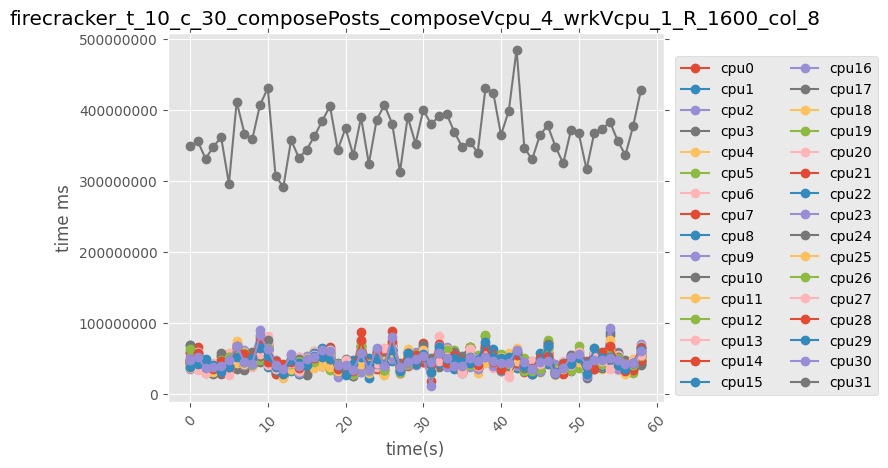 firecracker_t_10_c_30_composePosts_composeVcpu_4_wrkVcpu_1_R_1600_col_8
500000000
400000000
300000000
200000000
100000000
0
time ms
0
10
20
30
40
50
60
time(s)
cpu0
cpu1
cpu2
cpu3
cpu4
cpu5
cpu6
cpu7
cpu8
cpu9
cpu10
cpu11
cpu12
cpu13
cpu14
cpu15
cpu16
cpu17
cpu18
cpu19
cpu20
cpu21
cpu22
cpu23
cpu24
cpu25
cpu26
cpu27
cpu28
cpu29
cpu30
cpu31